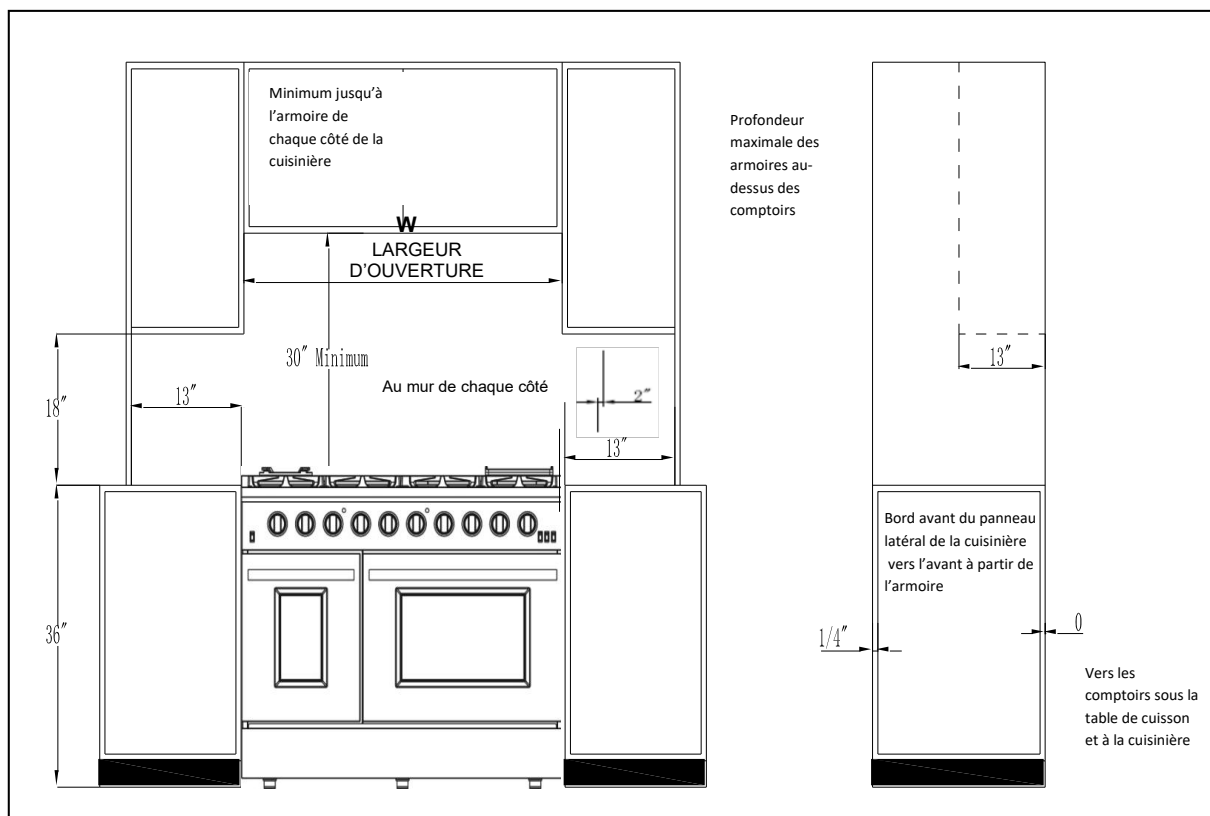 Minimum jusqu'à
l'armoire de
chaque côté de la
cuisinière
Profondeur
maximale des
armoires au-
dessus des
comptoirs
W
LARGEUR
D'OUVERTURE
30" Minimum
13"
Au mur de chaque côté
2"
13"
18"
13"
Bord avant du panneau
latéral de la cuisinière
vers l'avant à partir de
l'armoire
36"
1/4"
0
Vers les
comptoirs sous la
table de cuisson
et à la cuisinière